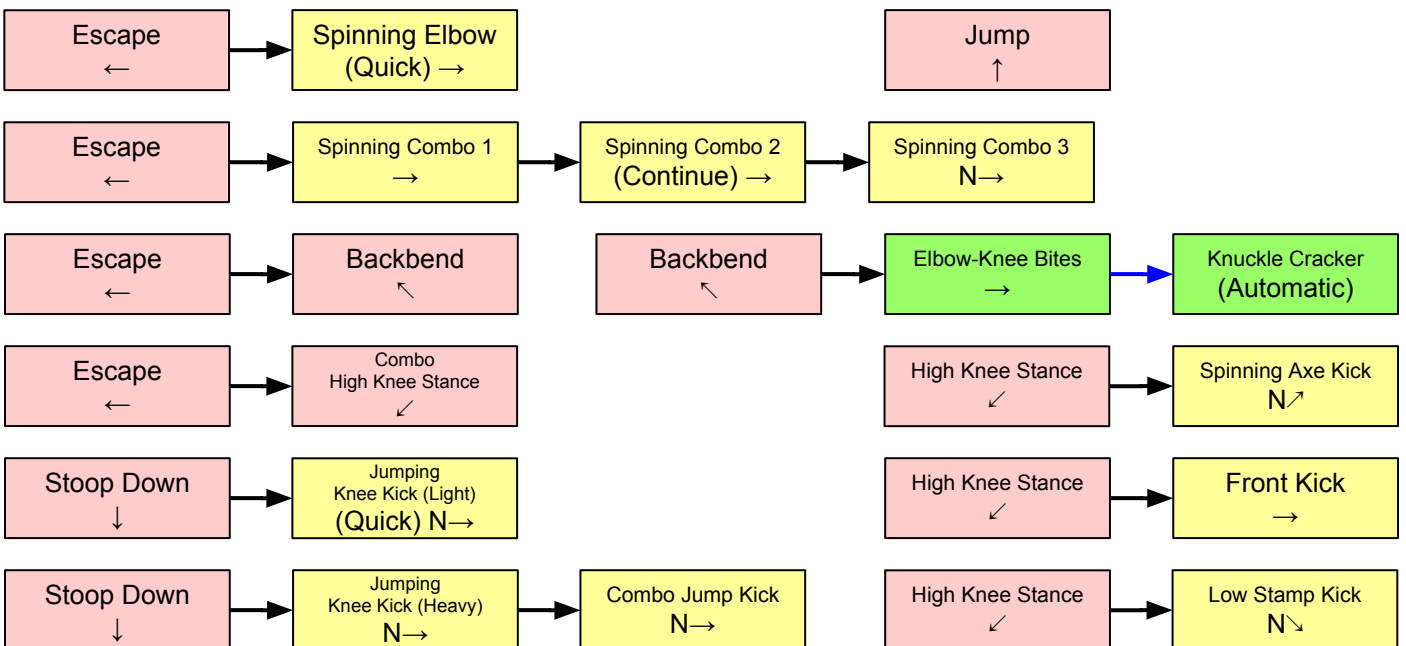 Escape
←
Spinning Elbow
(Quick) →
Jump
↑
Escape
←
Spinning Combo 1
→
Spinning Combo 2
(Continue) →
Spinning Combo 3
N→
Escape
←
Backbend
↖
Backbend
↖
Elbow-Knee Bites
→
Knuckle Cracker
(Automatic)
Escape
←
Combo
High Knee Stance
↙
High Knee Stance
↙
Spinning Axe Kick
N↗
Stoop Down
↓
Jumping
Knee Kick (Light)
(Quick) N→
High Knee Stance
↙
Front Kick
→
Stoop Down
↓
Jumping
Knee Kick (Heavy)
N→
Combo Jump Kick
N→
High Knee Stance
↙
Low Stamp Kick
N↘